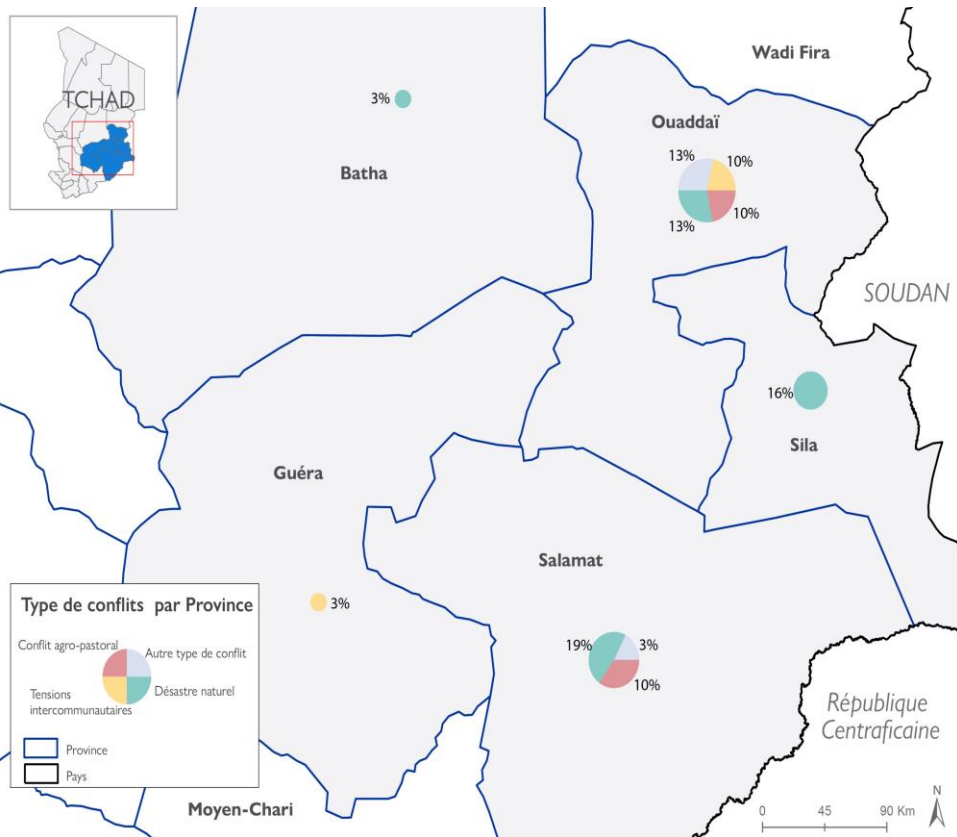 TCHAD
Wadi Fira
3%
Ouaddaï
Batha
13%
10%
13%
10%
SOUDAN
16%
Sila
Guéra
Salamat
3%
19%
3%
10%
Type de conflits par Province
Conflit agro-pastoral
Autre type de conflit
Tensions
intercommunautaires
Désastre naturel
Province
Pays
République
Centraficaine
Moyen-Chari
0 45 90 Km
N